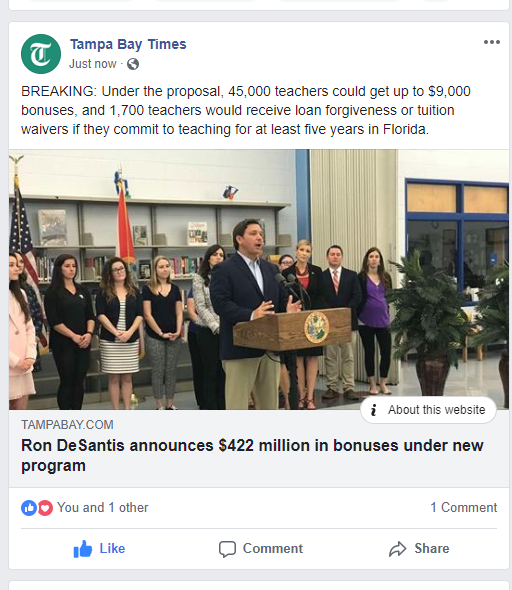 Tampa Bay Times
Just now
BREAKING: Under the proposal, 45,000 teachers could get up to $9,000
bonuses, and 1,700 teachers would receive loan forgiveness or tuition
waivers if they commit to teaching for at least five years in Florida.
i About this website
TAMPABAY.COM
Ron DeSantis announces $422 million in bonuses under new
program
You and 1 other
1 Comment
Like
Comment
Share